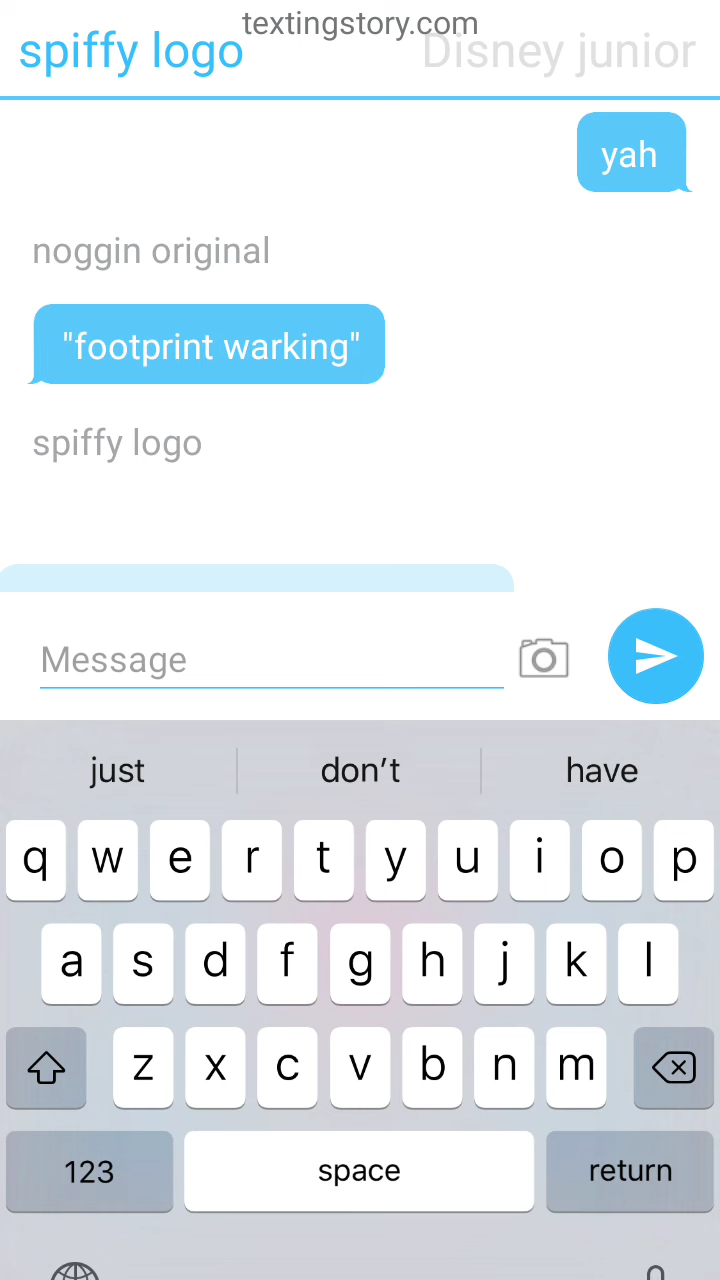 textingstory.com
spiffy logo Disney junior
yah
noggin original
"footprint warking"
spiffy logo
Message
just don't have
q w e r t y u i o p
a s d f g h j k l
z x c v b n m
123 space return